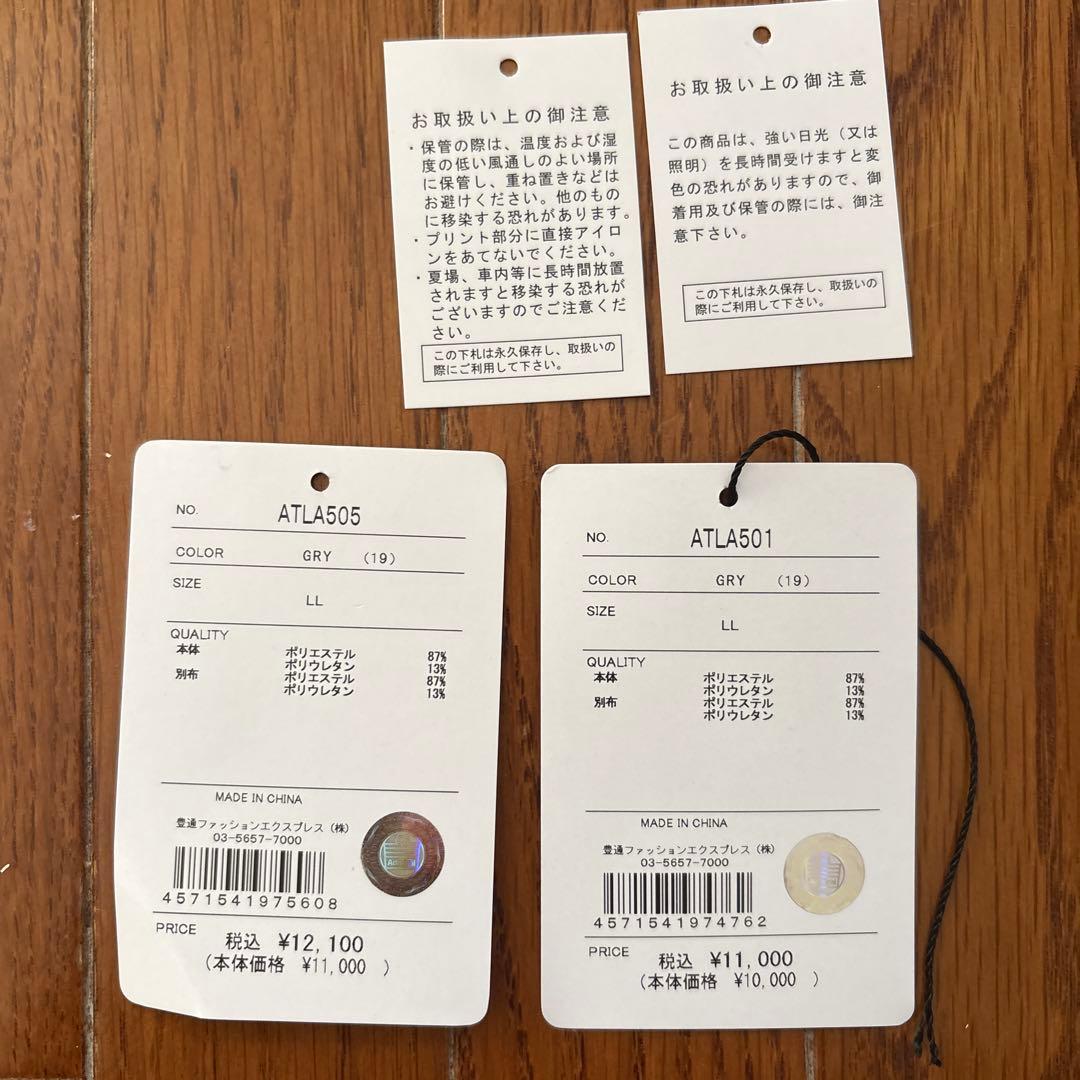 お取扱い上の御注意
・保管の際は、温度および湿
度の低い風通しのよい場所
に保管し、重ね置きなどは
お避けください。他のもの
に移染する恐れがあります。
・プリント部分に直接アイロ
ンをあてないでください。
・夏場、車内等に長時間放置
されますと移染する恐れが
ございますのでご注意くだ
さい。
この下札は永久保存し、取扱いの
際にご利用して下さい。
お取扱い上の御注意
この商品は、強い日光（又は
照明）を長時間受けますと変
色の恐れがありますので、御
着用及び保管の際には、御注
意下さい。
この下札は永久保存し、取扱いの
際にご利用して下さい。
NO. ATLA505
COLOR GRY （19）
SIZE
LL
QUALITY
本体 ポリエステル 87%
ポリウレタン 13%
別布 ポリエステル 87%
ポリウレタン 13%
MADE IN CHINA
豊通ファッションエクスプレス（株）
03-5657-7000
4571541975608
PRICE
税込 ¥12,100
（本体価格 ¥11,000 ）
NO. ATLA501
COLOR GRY （19）
SIZE
LL
QUALITY
本体 ポリエステル 87%
ポリウレタン 13%
別布 ポリエステル 87%
ポリウレタン 13%
MADE IN CHINA
豊通ファッションエクスプレス（株）
03-5657-7000
4571541974762
PRICE
税込 ¥11,000
（本体価格 ¥10,000 ）